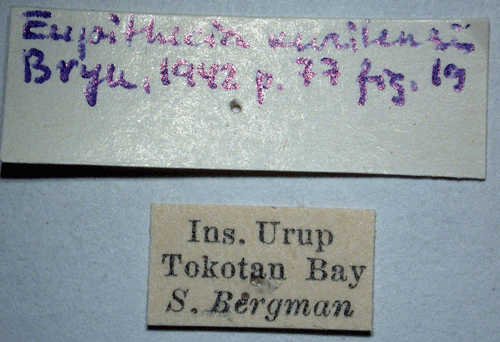 Eupithecia kurilensis
Bryk, 1942 p. 77 fig. 19
Ins. Urup
Tokotan Bay
S. Bergman